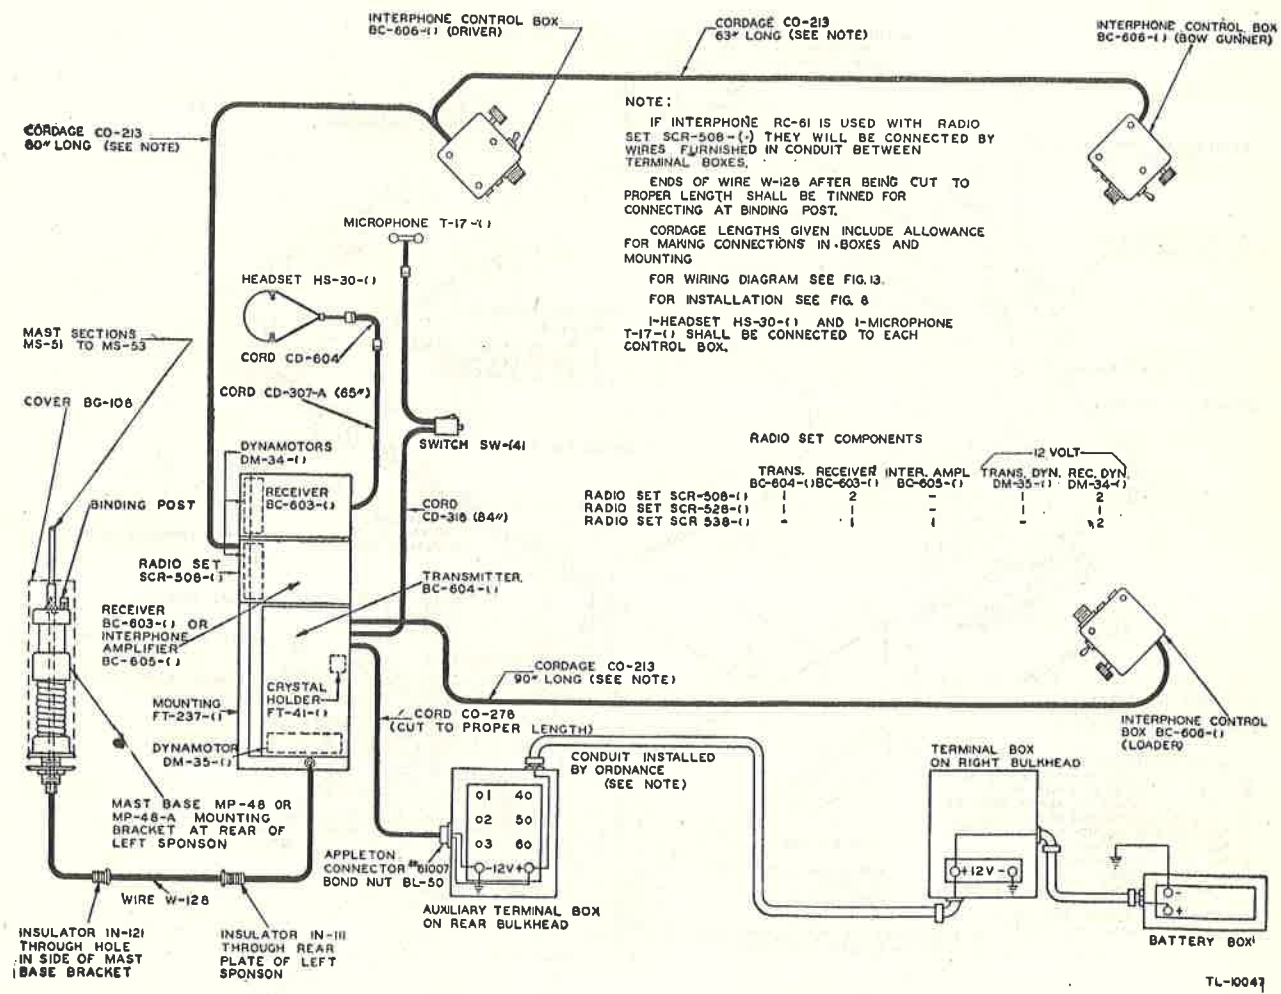 INTERPHONE CONTROL BOX
BC-606-( ) (DRIVER)
CORDAGE CO-213
63" LONG (SEE NOTE)
INTERPHONE CONTROL BOX
BC-606-( ) (BOW GUNNER)
CORDAGE CO-213
80" LONG (SEE NOTE)
NOTE:
IF INTERPHONE RC-61 IS USED WITH RADIO
SET SCR-508-( ) THEY WILL BE CONNECTED BY
WIRES FURNISHED IN CONDUIT BETWEEN
TERMINAL BOXES.
ENDS OF WIRE W-128 AFTER BEING CUT TO
PROPER LENGTH SHALL BE TINNED FOR
CONNECTING AT BINDING POST.
CORDAGE LENGTHS GIVEN INCLUDE ALLOWANCE
FOR MAKING CONNECTIONS IN BOXES AND
MOUNTING
FOR WIRING DIAGRAM SEE FIG. 13.
FOR INSTALLATION SEE FIG. 8
1-HEADSET HS-30-( ) AND 1-MICROPHONE
T-17-( ) SHALL BE CONNECTED TO EACH
CONTROL BOX.
MICROPHONE T-17-( )
HEADSET HS-30-( )
CORD CD-604
CORD CD-307-A (65")
SWITCH SW-141
MAST SECTIONS
MS-51 TO MS-53
COVER BG-108
BINDING POST
DYNAMOTORS
DM-34-( )
RECEIVER
BC-603-( )
CORD
CD-318 (84")
RADIO SET
SCR-508-( )
TRANSMITTER
BC-604-( )
RECEIVER
BC-603-( ) OR
INTERPHONE
AMPLIFIER
BC-605-( )
RADIO SET COMPONENTS
12 VOLT
TRANS. RECEIVER INTER. AMPL TRANS. DYN. REC. DYN.
BC-604-( ) BC-603-( ) BC-605-( ) DM-35-( ) DM-34-( )
RADIO SET SCR-508-( ) 1 2 - 1 2
RADIO SET SCR-528-( ) 1 1 - 1 1
RADIO SET SCR 538-( ) - 1 1 - 2
CORDAGE CO-213
90" LONG (SEE NOTE)
INTERPHONE CONTROL
BOX BC-606-( )
(LOADER)
CRYSTAL
HOLDER
FT-41-( )
MOUNTING
FT-237-( )
DYNAMOTOR
DM-35-( )
CORD CO-278
(CUT TO PROPER LENGTH)
CONDUIT INSTALLED
BY ORDNANCE
(SEE NOTE)
TERMINAL BOX
ON RIGHT BULKHEAD
MAST BASE MP-48 OR
MP-48-A MOUNTING
BRACKET AT REAR OF
LEFT SPONSON
01 40
02 50
03 60
-12V+
APPLETON
CONNECTOR #61007
BOND NUT BL-50
AUXILIARY TERMINAL BOX
ON REAR BULKHEAD
+12V-
-
+
BATTERY BOX
WIRE W-128
INSULATOR IN-121
THROUGH HOLE
IN SIDE OF MAST
BASE BRACKET
INSULATOR IN-111
THROUGH REAR
PLATE OF LEFT
SPONSON
TL-10047